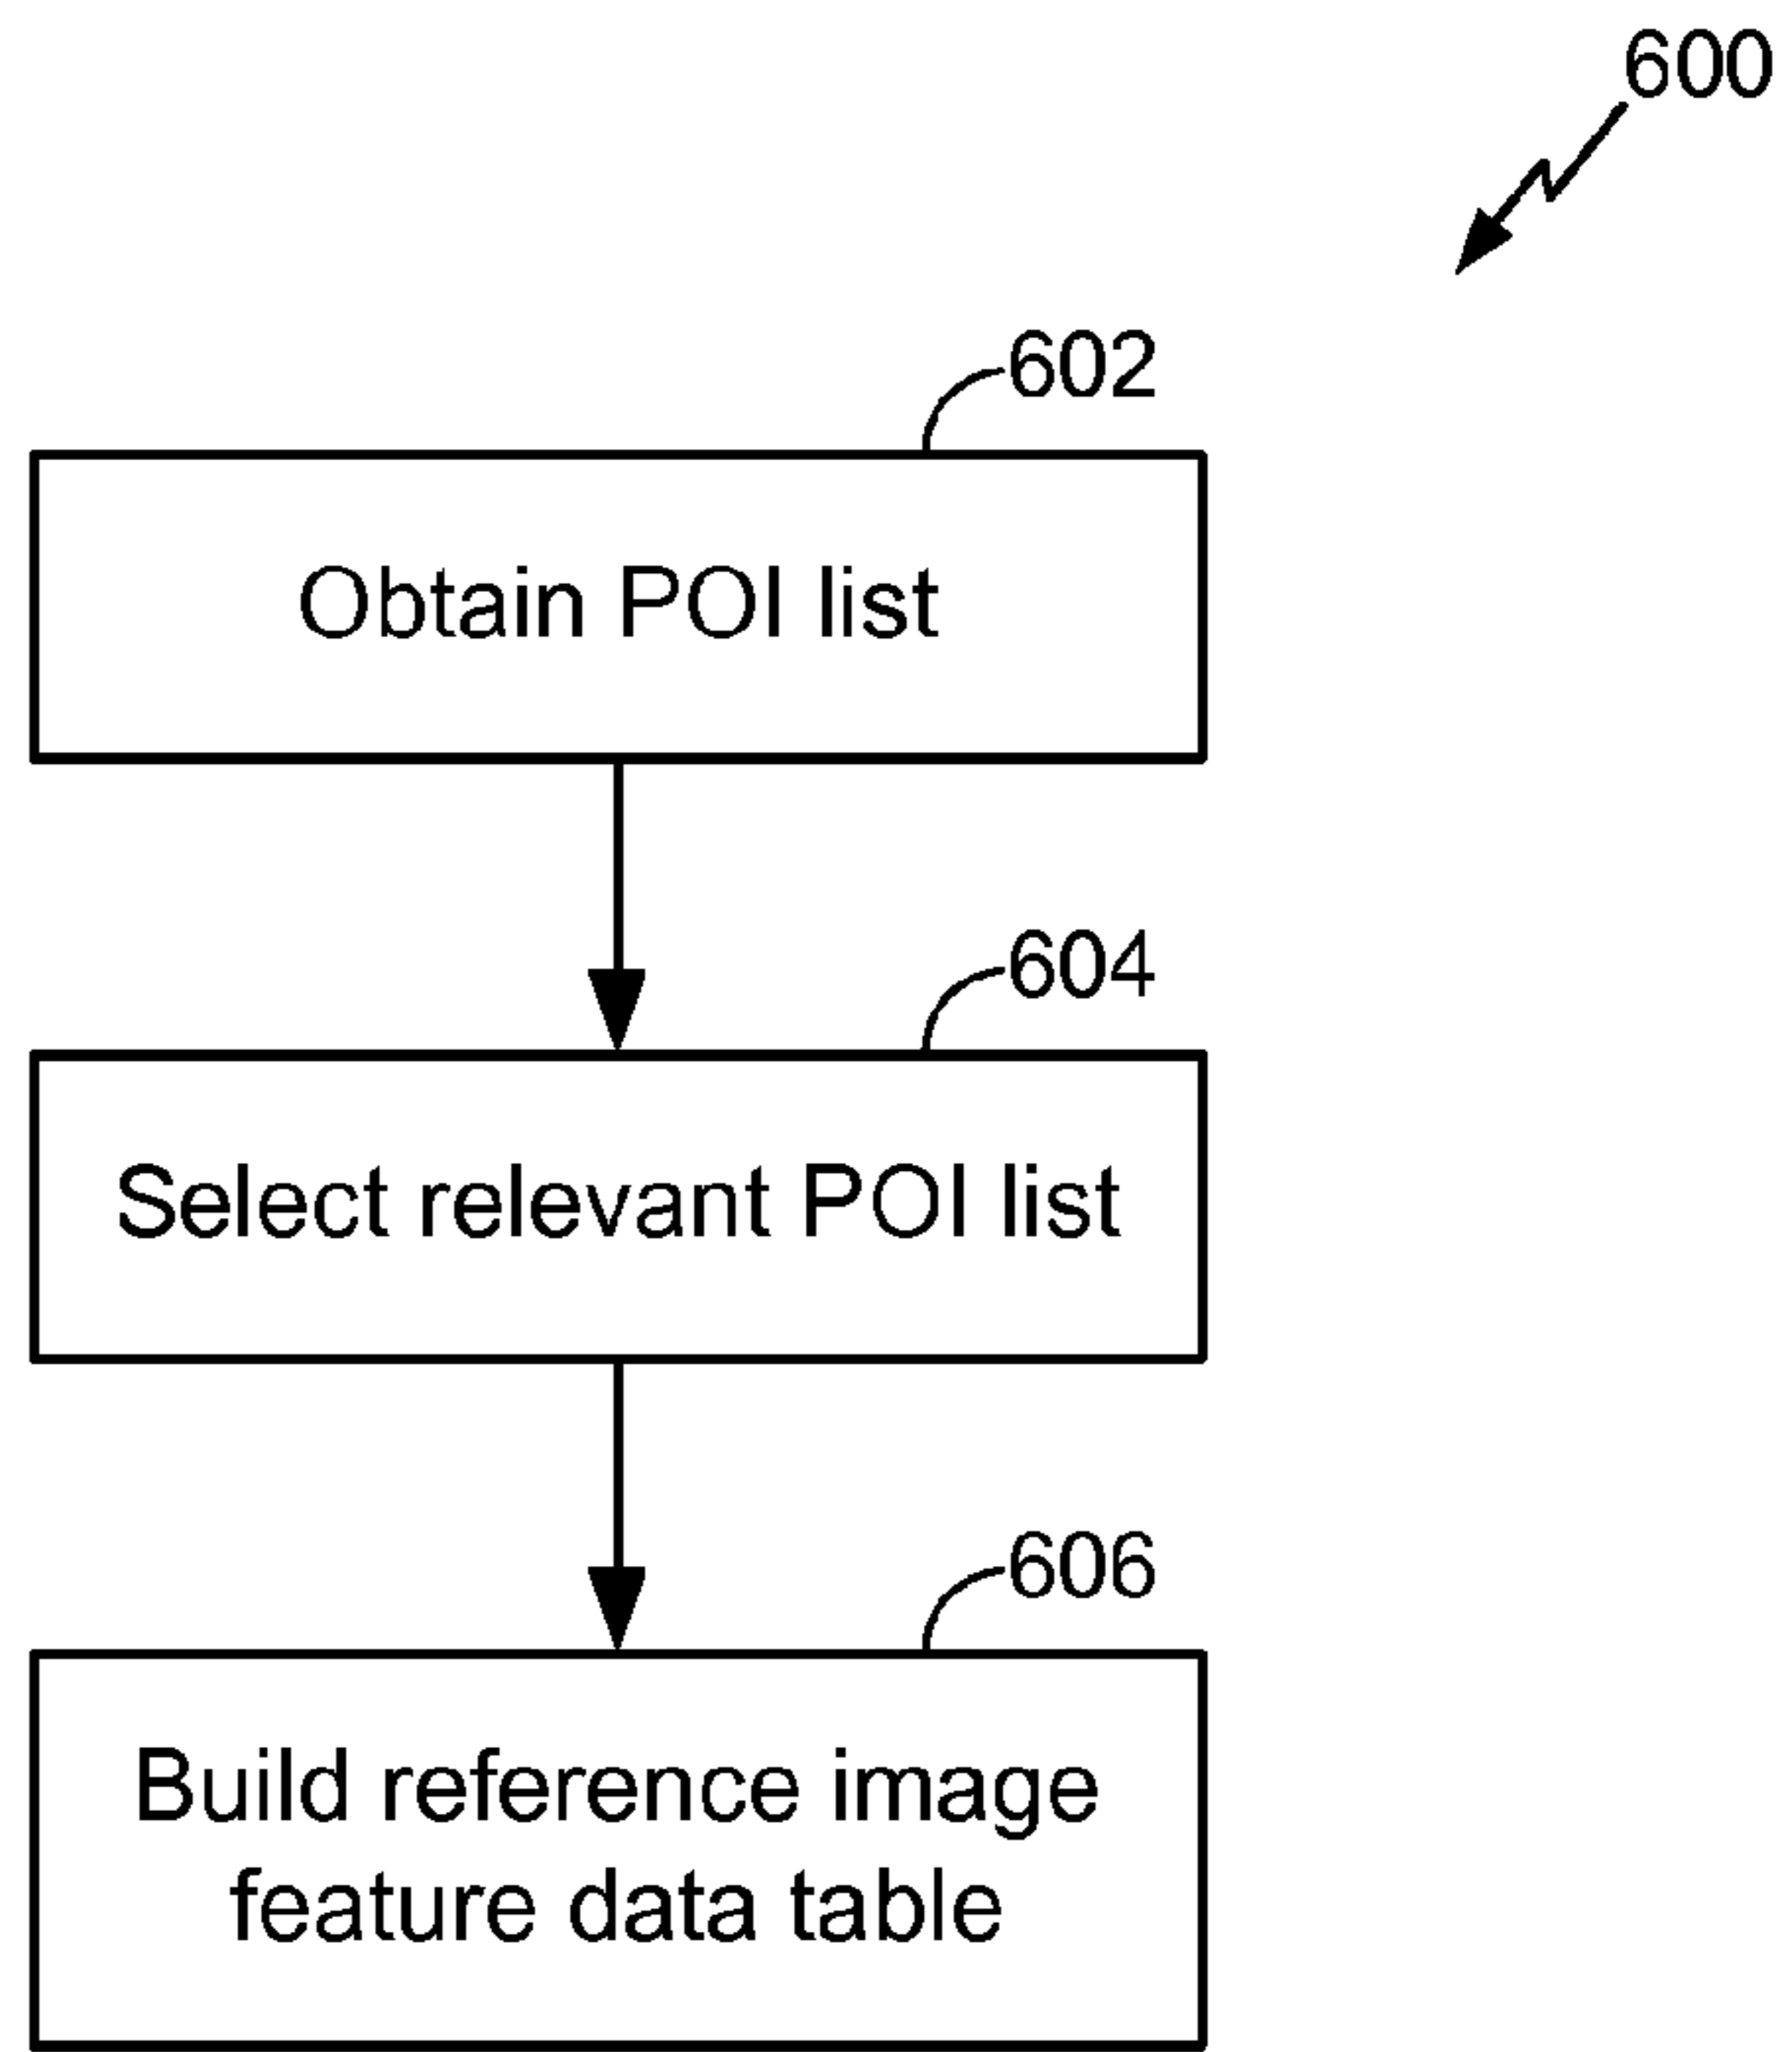 600
602
Obtain POI list
604
Select relevant POI list
606
Build reference image
feature data table